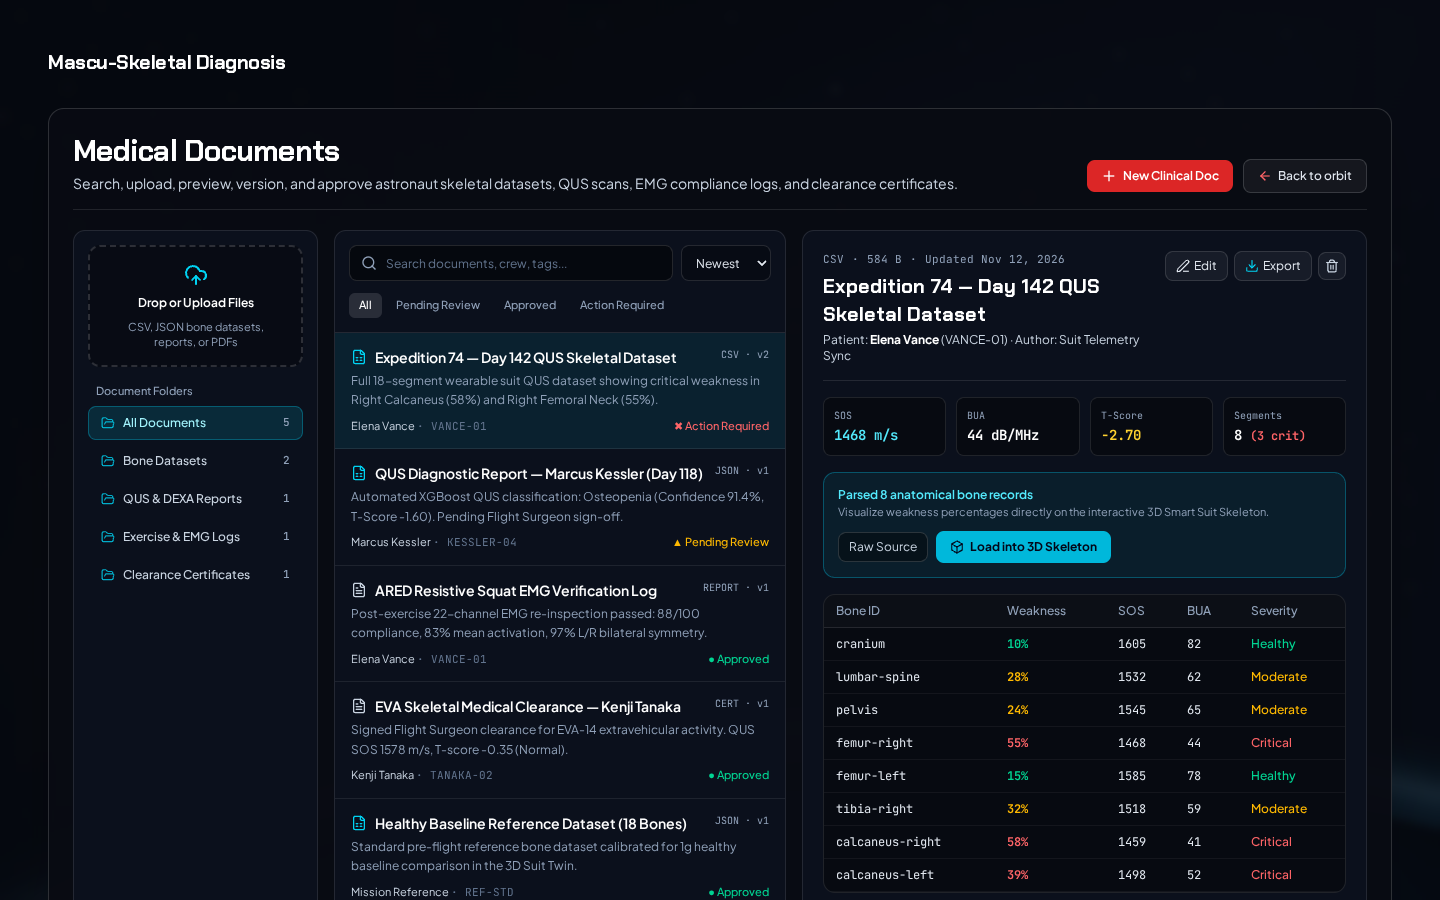 Mascu-Skeletal Diagnosis
Medical Documents
Search, upload, preview, version, and approve astronaut skeletal datasets, QUS scans, EMG compliance logs, and clearance certificates.
New Clinical Doc
Back to orbit
Drop or Upload Files
CSV, JSON bone datasets,
reports, or PDFs
Document Folders
All Documents 5
Bone Datasets 2
QUS & DEXA Reports 1
Exercise & EMG Logs 1
Clearance Certificates 1
Search documents, crew, tags...
Newest
All Pending Review Approved Action Required
Expedition 74 — Day 142 QUS Skeletal Dataset CSV · v2
Full 18-segment wearable suit QUS dataset showing critical weakness in
Right Calcaneus (58%) and Right Femoral Neck (55%).
Elena Vance · VANCE-01 ✖ Action Required
QUS Diagnostic Report — Marcus Kessler (Day 118) JSON · v1
Automated XGBoost QUS classification: Osteopenia (Confidence 91.4%,
T-Score -1.60). Pending Flight Surgeon sign-off.
Marcus Kessler · KESSLER-04 ▲ Pending Review
ARED Resistive Squat EMG Verification Log REPORT · v1
Post-exercise 22-channel EMG re-inspection passed: 88/100
compliance, 83% mean activation, 97% L/R bilateral symmetry.
Elena Vance · VANCE-01 ● Approved
EVA Skeletal Medical Clearance — Kenji Tanaka CERT · v1
Signed Flight Surgeon clearance for EVA-14 extravehicular activity. QUS
SOS 1578 m/s, T-score -0.35 (Normal).
Kenji Tanaka · TANAKA-02 ● Approved
Healthy Baseline Reference Dataset (18 Bones) JSON · v1
Standard pre-flight reference bone dataset calibrated for 1g healthy
baseline comparison in the 3D Suit Twin.
Mission Reference · REF-STD ● Approved
CSV · 584 B · Updated Nov 12, 2026
Edit
Export
Expedition 74 — Day 142 QUS
Skeletal Dataset
Patient: Elena Vance (VANCE-01) · Author: Suit Telemetry
Sync
SOS
1468 m/s
BUA
44 dB/MHz
T-Score
-2.70
Segments
8 (3 crit)
Parsed 8 anatomical bone records
Visualize weakness percentages directly on the interactive 3D Smart Suit Skeleton.
Raw Source
Load into 3D Skeleton
Bone ID Weakness SOS BUA Severity
cranium 10% 1605 82 Healthy
lumbar-spine 28% 1532 62 Moderate
pelvis 24% 1545 65 Moderate
femur-right 55% 1468 44 Critical
femur-left 15% 1585 78 Healthy
tibia-right 32% 1518 59 Moderate
calcaneus-right 58% 1459 41 Critical
calcaneus-left 39% 1498 52 Critical